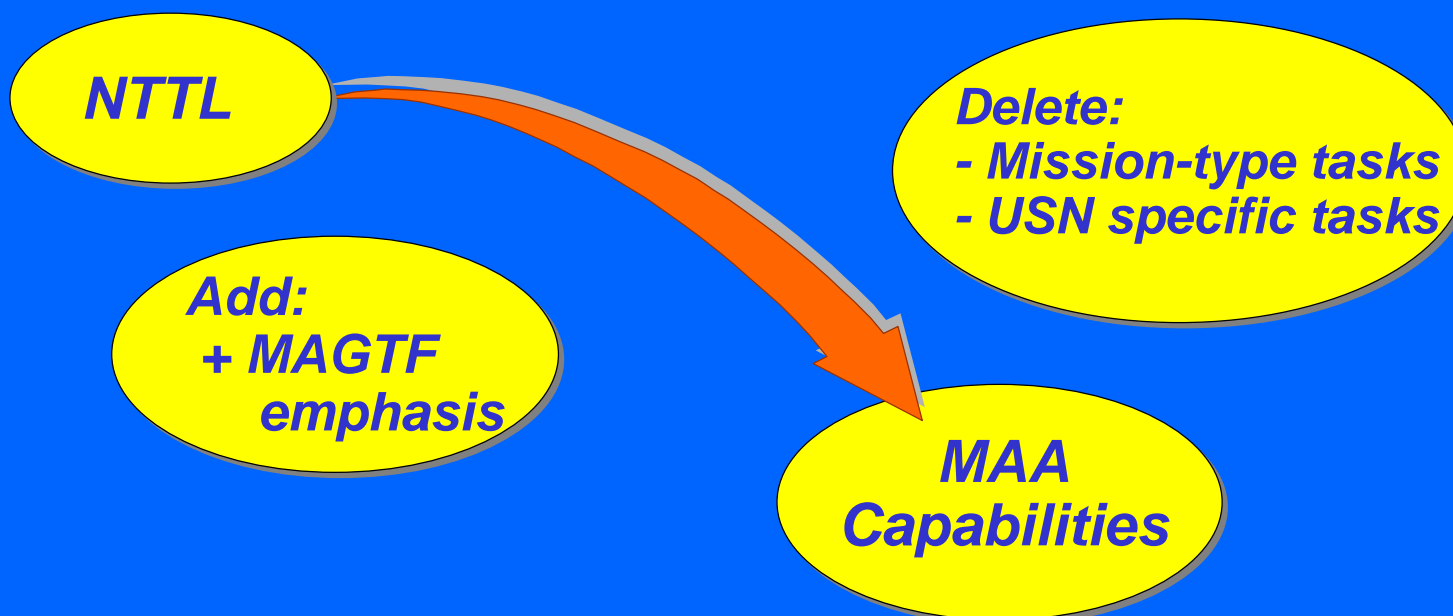 NTTL
Delete:
- Mission-type tasks
- USN specific tasks
Add:
+ MAGTF
emphasis
MAA
Capabilities